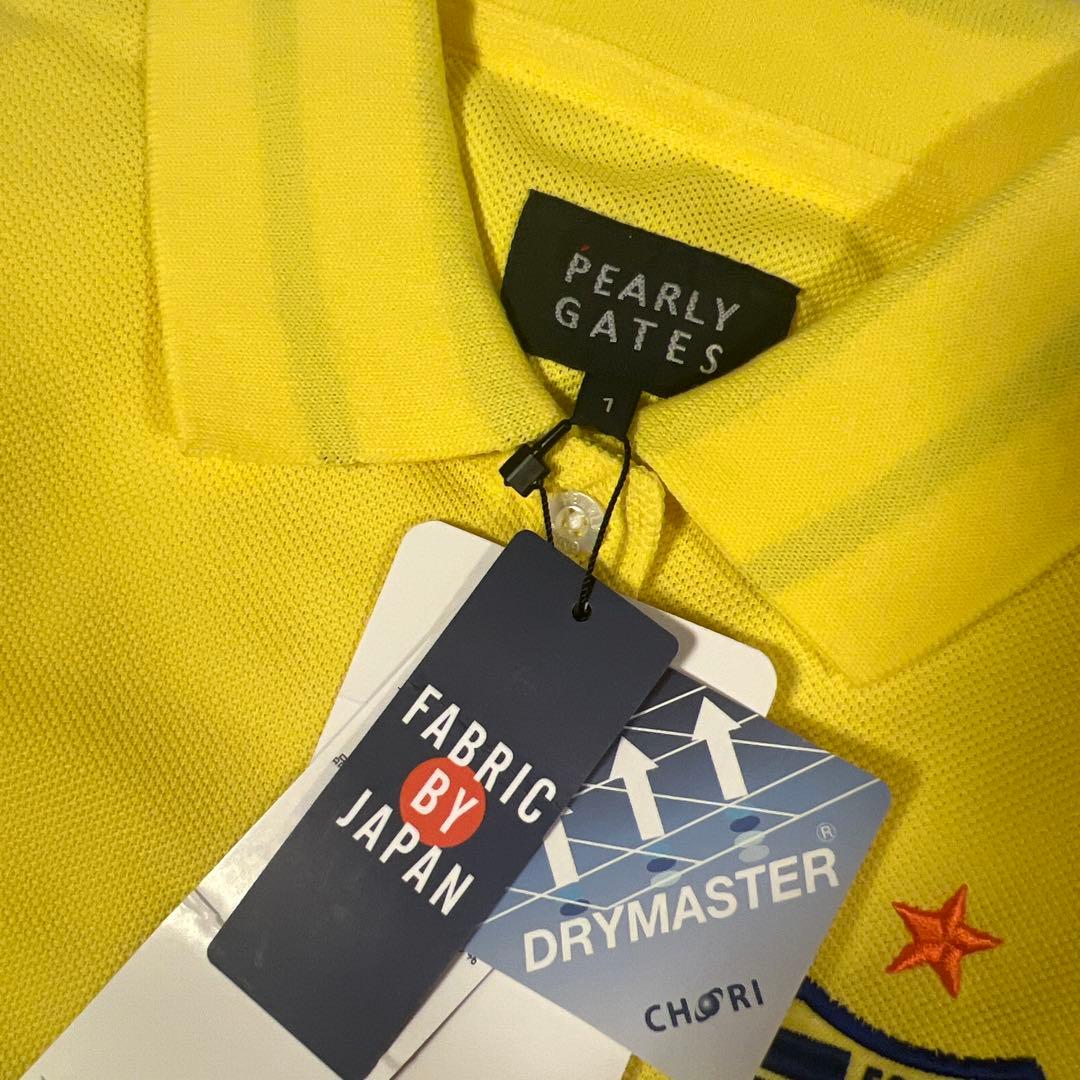 PEARLY
GATES
1
FABRIC
BY
JAPAN
DRYMASTER®
CHORI
%